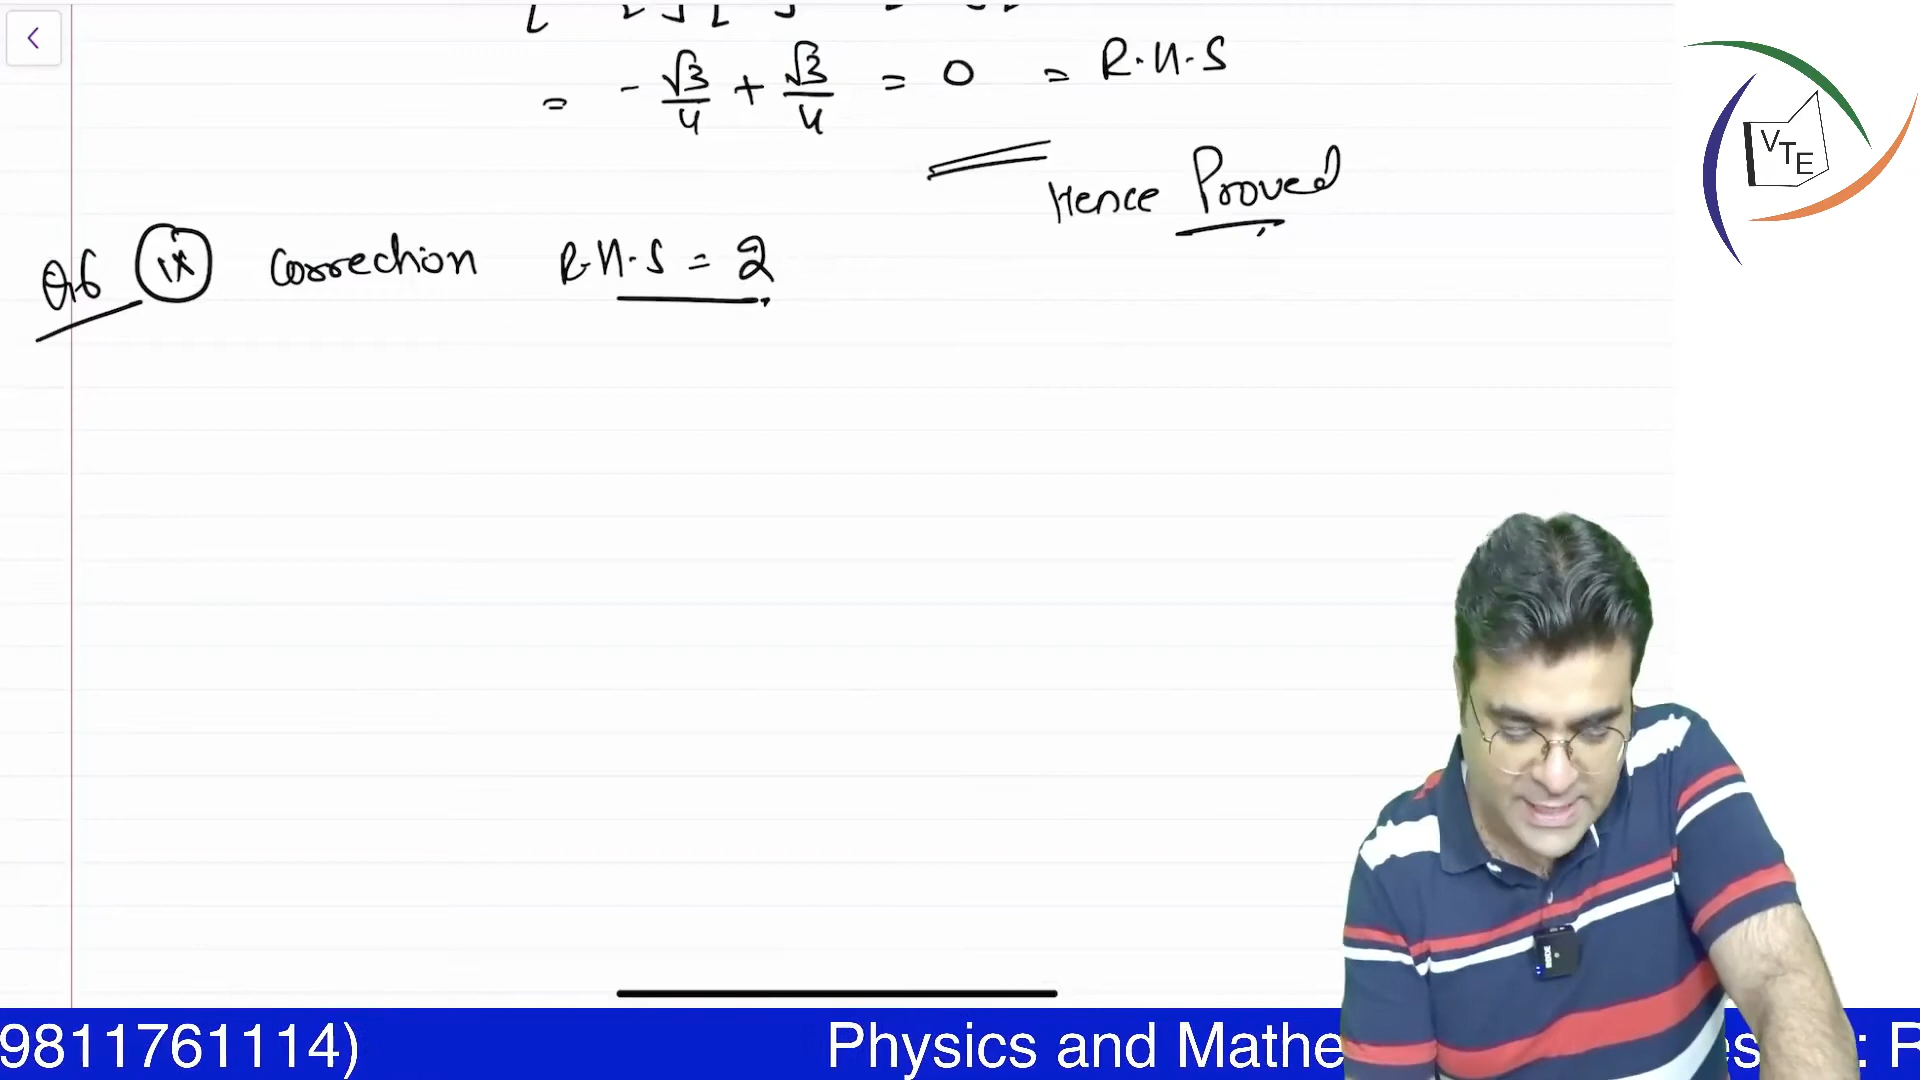 = - √3/4 + √3/4 = 0 = R.H.S
Hence Proved
Q6 (ix) Correction R.H.S = 2
VTE
9811761114) Physics and Mathe
: R